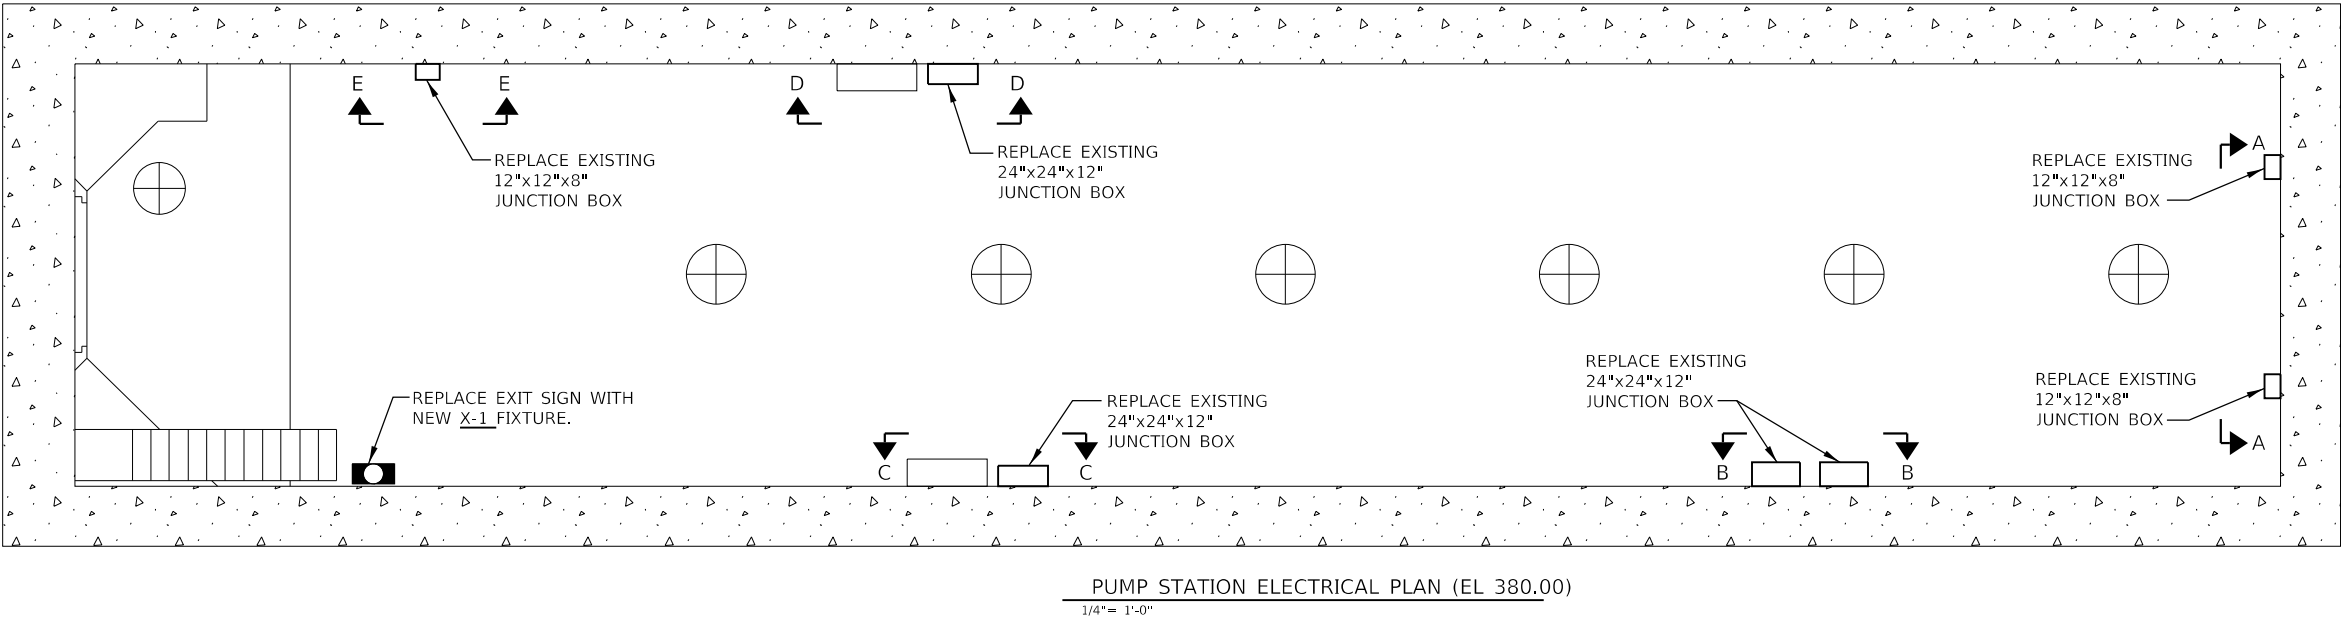 E
E
D
D
REPLACE EXISTING
12"x12"x8"
JUNCTION BOX
REPLACE EXISTING
24"x24"x12"
JUNCTION BOX
A
REPLACE EXISTING
12"x12"x8"
JUNCTION BOX
REPLACE EXIT SIGN WITH
NEW X-1 FIXTURE.
REPLACE EXISTING
24"x24"x12"
JUNCTION BOX
C
C
REPLACE EXISTING
24"x24"x12"
JUNCTION BOX
B
B
REPLACE EXISTING
12"x12"x8"
JUNCTION BOX
A
PUMP STATION ELECTRICAL PLAN (EL 380.00)
1/4"= 1'-0"